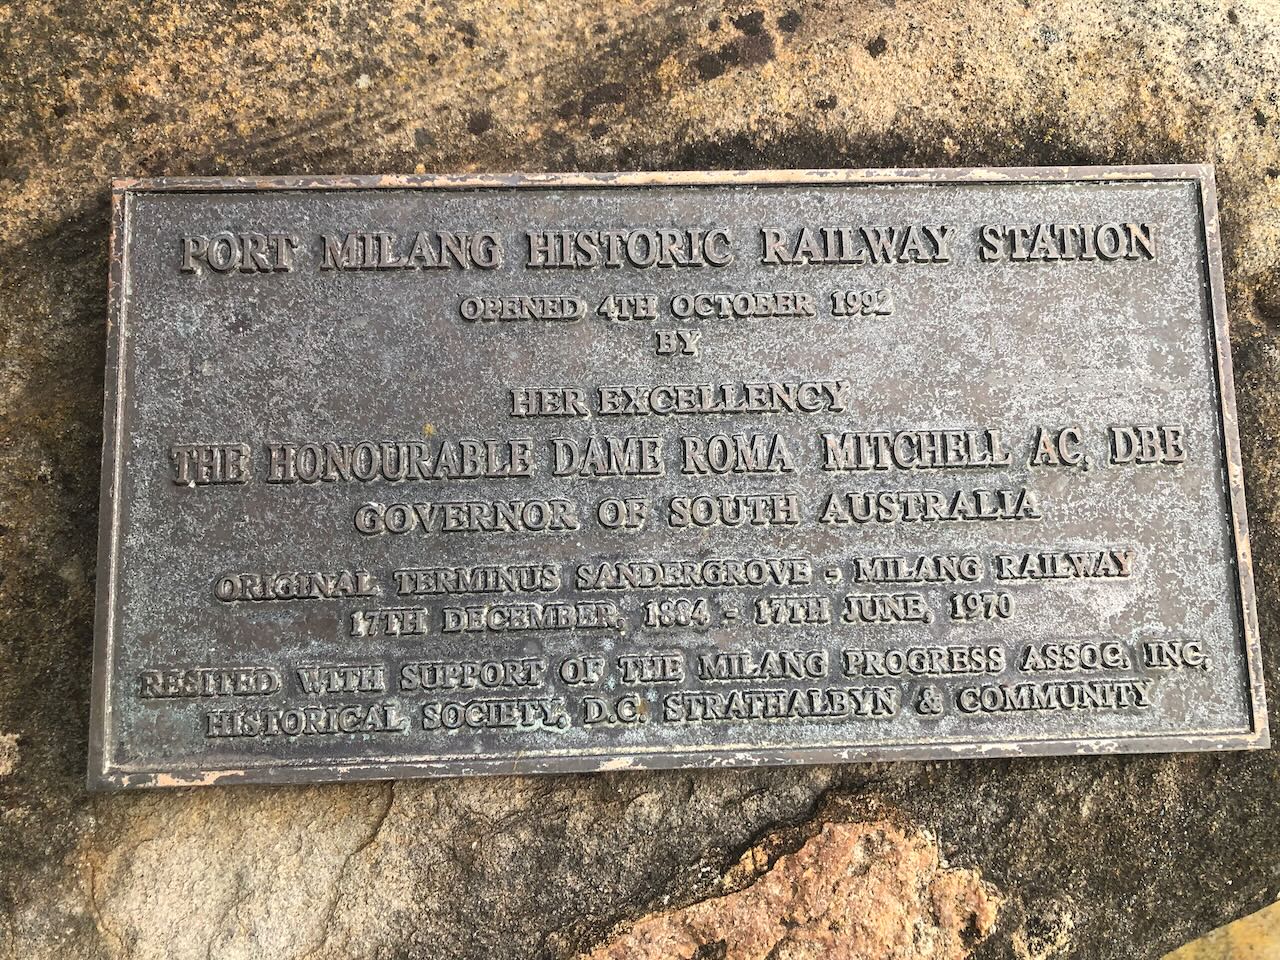 PORT MILANG HISTORIC RAILWAY STATION
OPENED 4TH OCTOBER 1992
BY
HER EXCELLENCY
THE HONOURABLE DAME ROMA MITCHELL AC, DBE
GOVERNOR OF SOUTH AUSTRALIA
ORIGINAL TERMINUS SANDERGROVE - MILANG RAILWAY
17TH DECEMBER, 1884 - 17TH JUNE, 1970
RESITED WITH SUPPORT OF THE MILANG PROGRESS ASSOC. INC,
HISTORICAL SOCIETY, D.C. STRATHALBYN & COMMUNITY